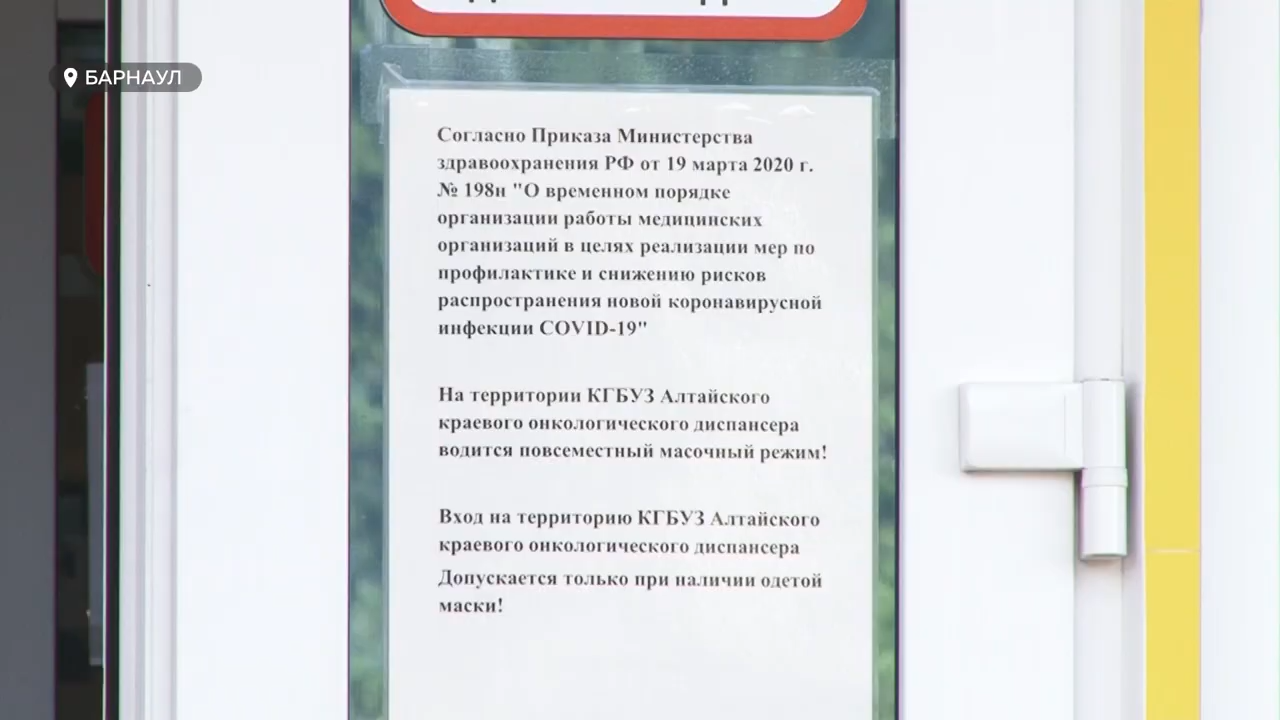 БАРНАУЛ
Согласно Приказа Министерства
здравоохранения РФ от 19 марта 2020 г.
№ 198н "О временном порядке
организации работы медицинских
организаций в целях реализации мер по
профилактике и снижению рисков
распространения новой коронавирусной
инфекции COVID-19"
На территории КГБУЗ Алтайского
краевого онкологического диспансера
водится повсеместный масочный режим!
Вход на территорию КГБУЗ Алтайского
краевого онкологического диспансера
Допускается только при наличии одетой
маски!